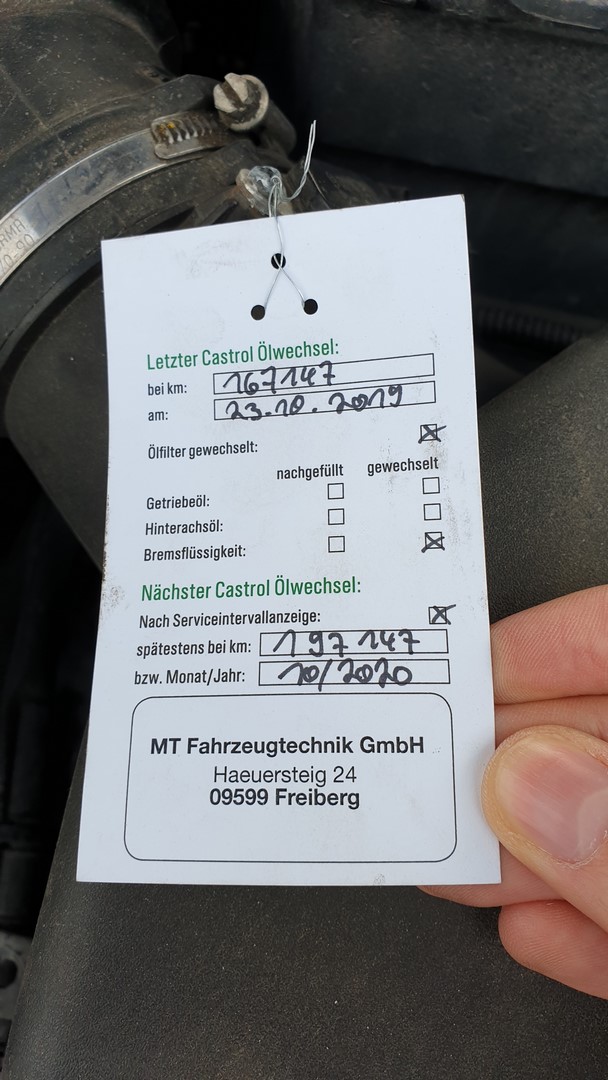 Letzter Castrol Ölwechsel:
bei km: 167147
am: 23.10.2019
Ölfilter gewechselt:
nachgefüllt gewechselt
Getriebeöl:
Hinterachsöl:
Bremsflüssigkeit:
Nächster Castrol Ölwechsel:
Nach Serviceintervallanzeige:
spätestens bei km: 197147
bzw. Monat/Jahr: 10/2020
MT Fahrzeugtechnik GmbH
Haeuersteig 24
09599 Freiberg